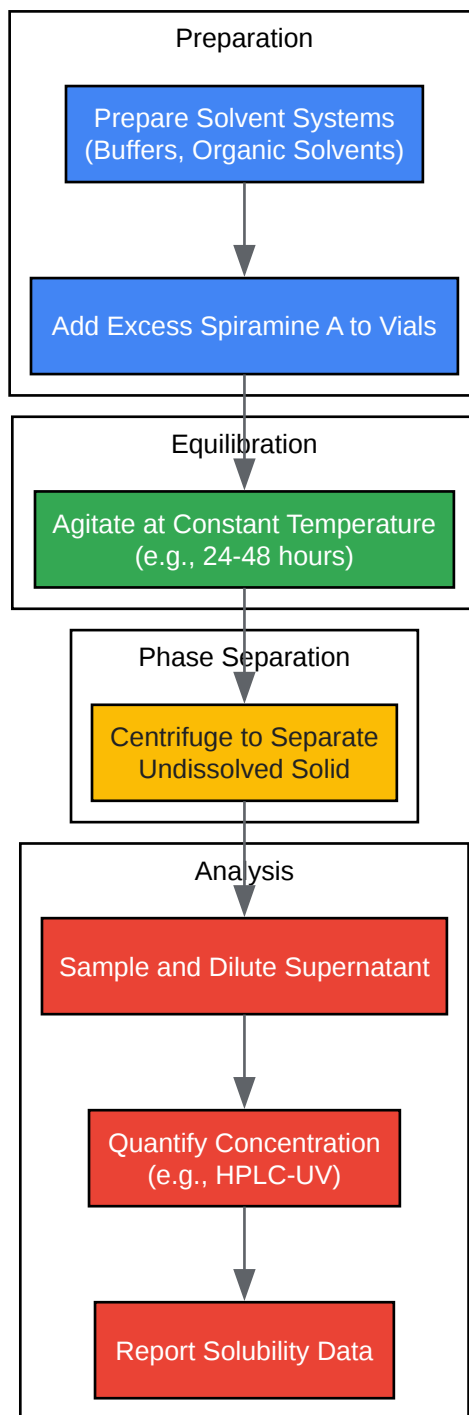 Preparation
Prepare Solvent Systems
(Buffers, Organic Solvents)
Add Excess Spiramine A to Vials
Equilibration
Agitate at Constant Temperature
(e.g., 24-48 hours)
Phase Separation
Centrifuge to Separate
Undissolved Solid
Analysis
Sample and Dilute Supernatant
Quantify Concentration
(e.g., HPLC-UV)
Report Solubility Data